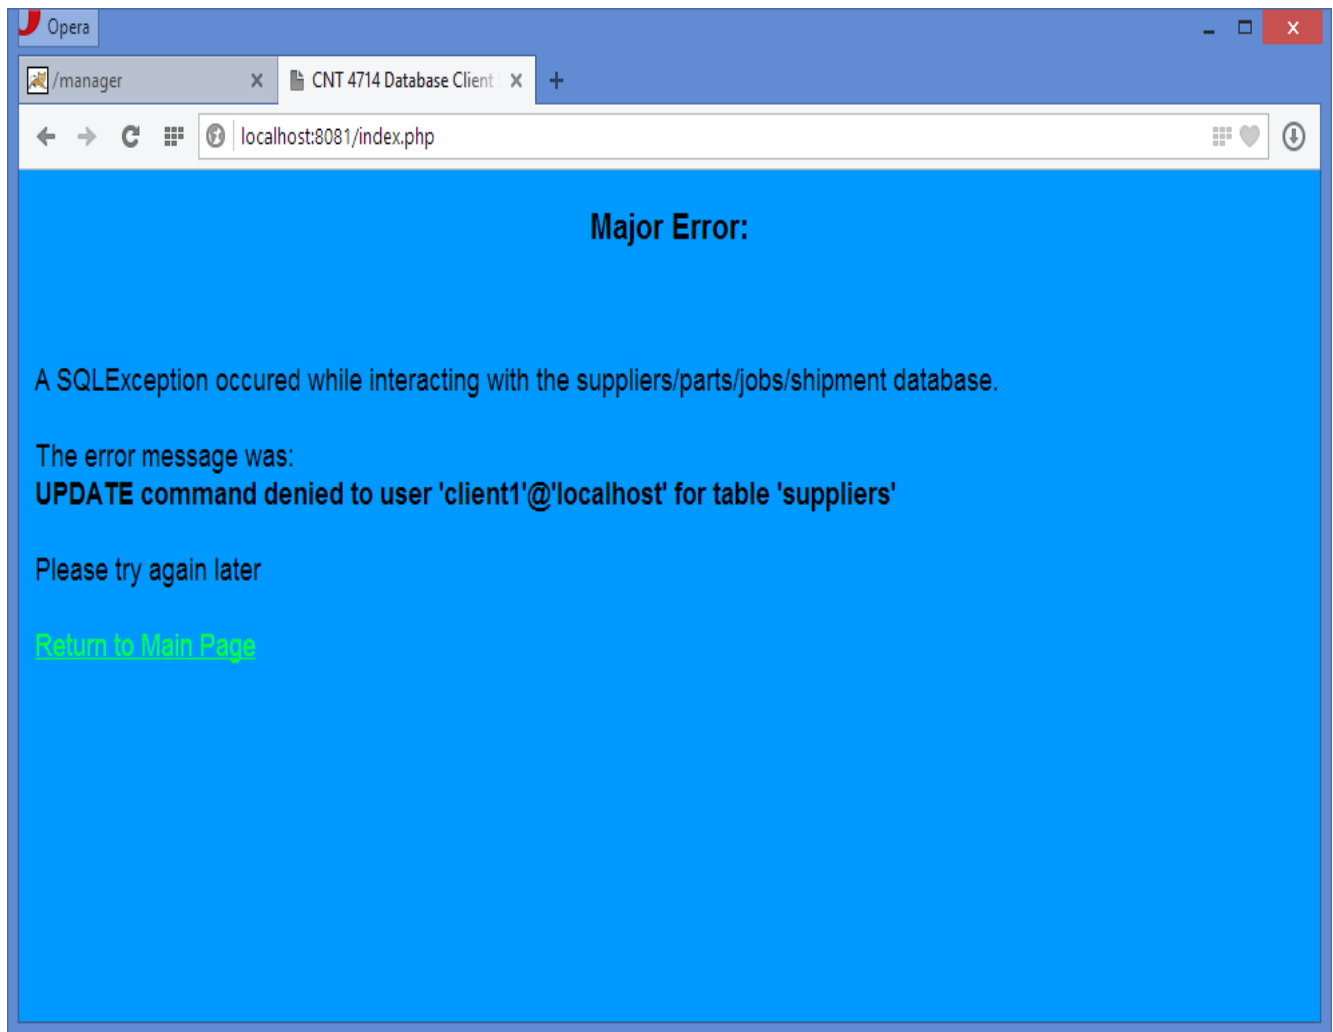 Opera
/manager
CNT 4714 Database Client
localhost:8081/index.php
Major Error:
A SQLException occured while interacting with the suppliers/parts/jobs/shipment database.
The error message was:
UPDATE command denied to user 'client1'@'localhost' for table 'suppliers'
Please try again later
Return to Main Page